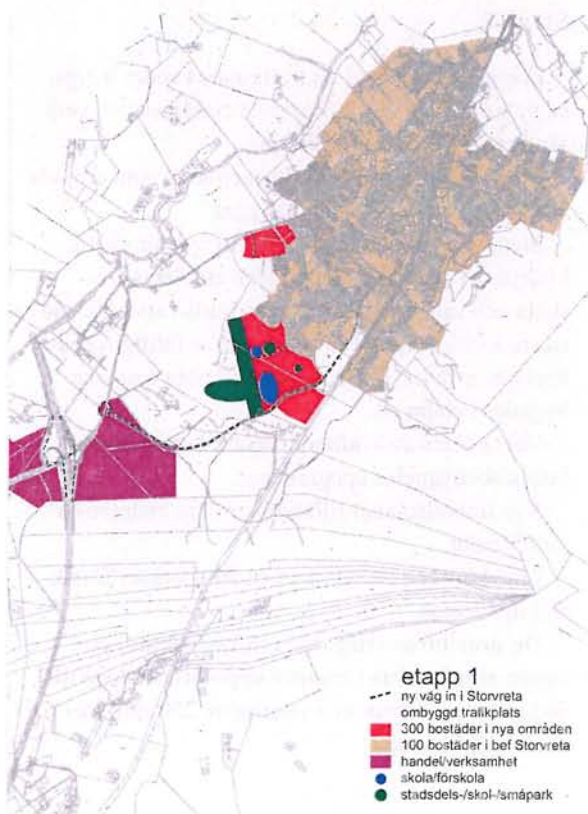 etapp 1
ny väg in i Storvreta
ombyggd trafikplats
300 bostäder i nya områden
100 bostäder i bef Storvreta
handel/verksamhet
skola/förskola
stadsdels-/skol-/småpark